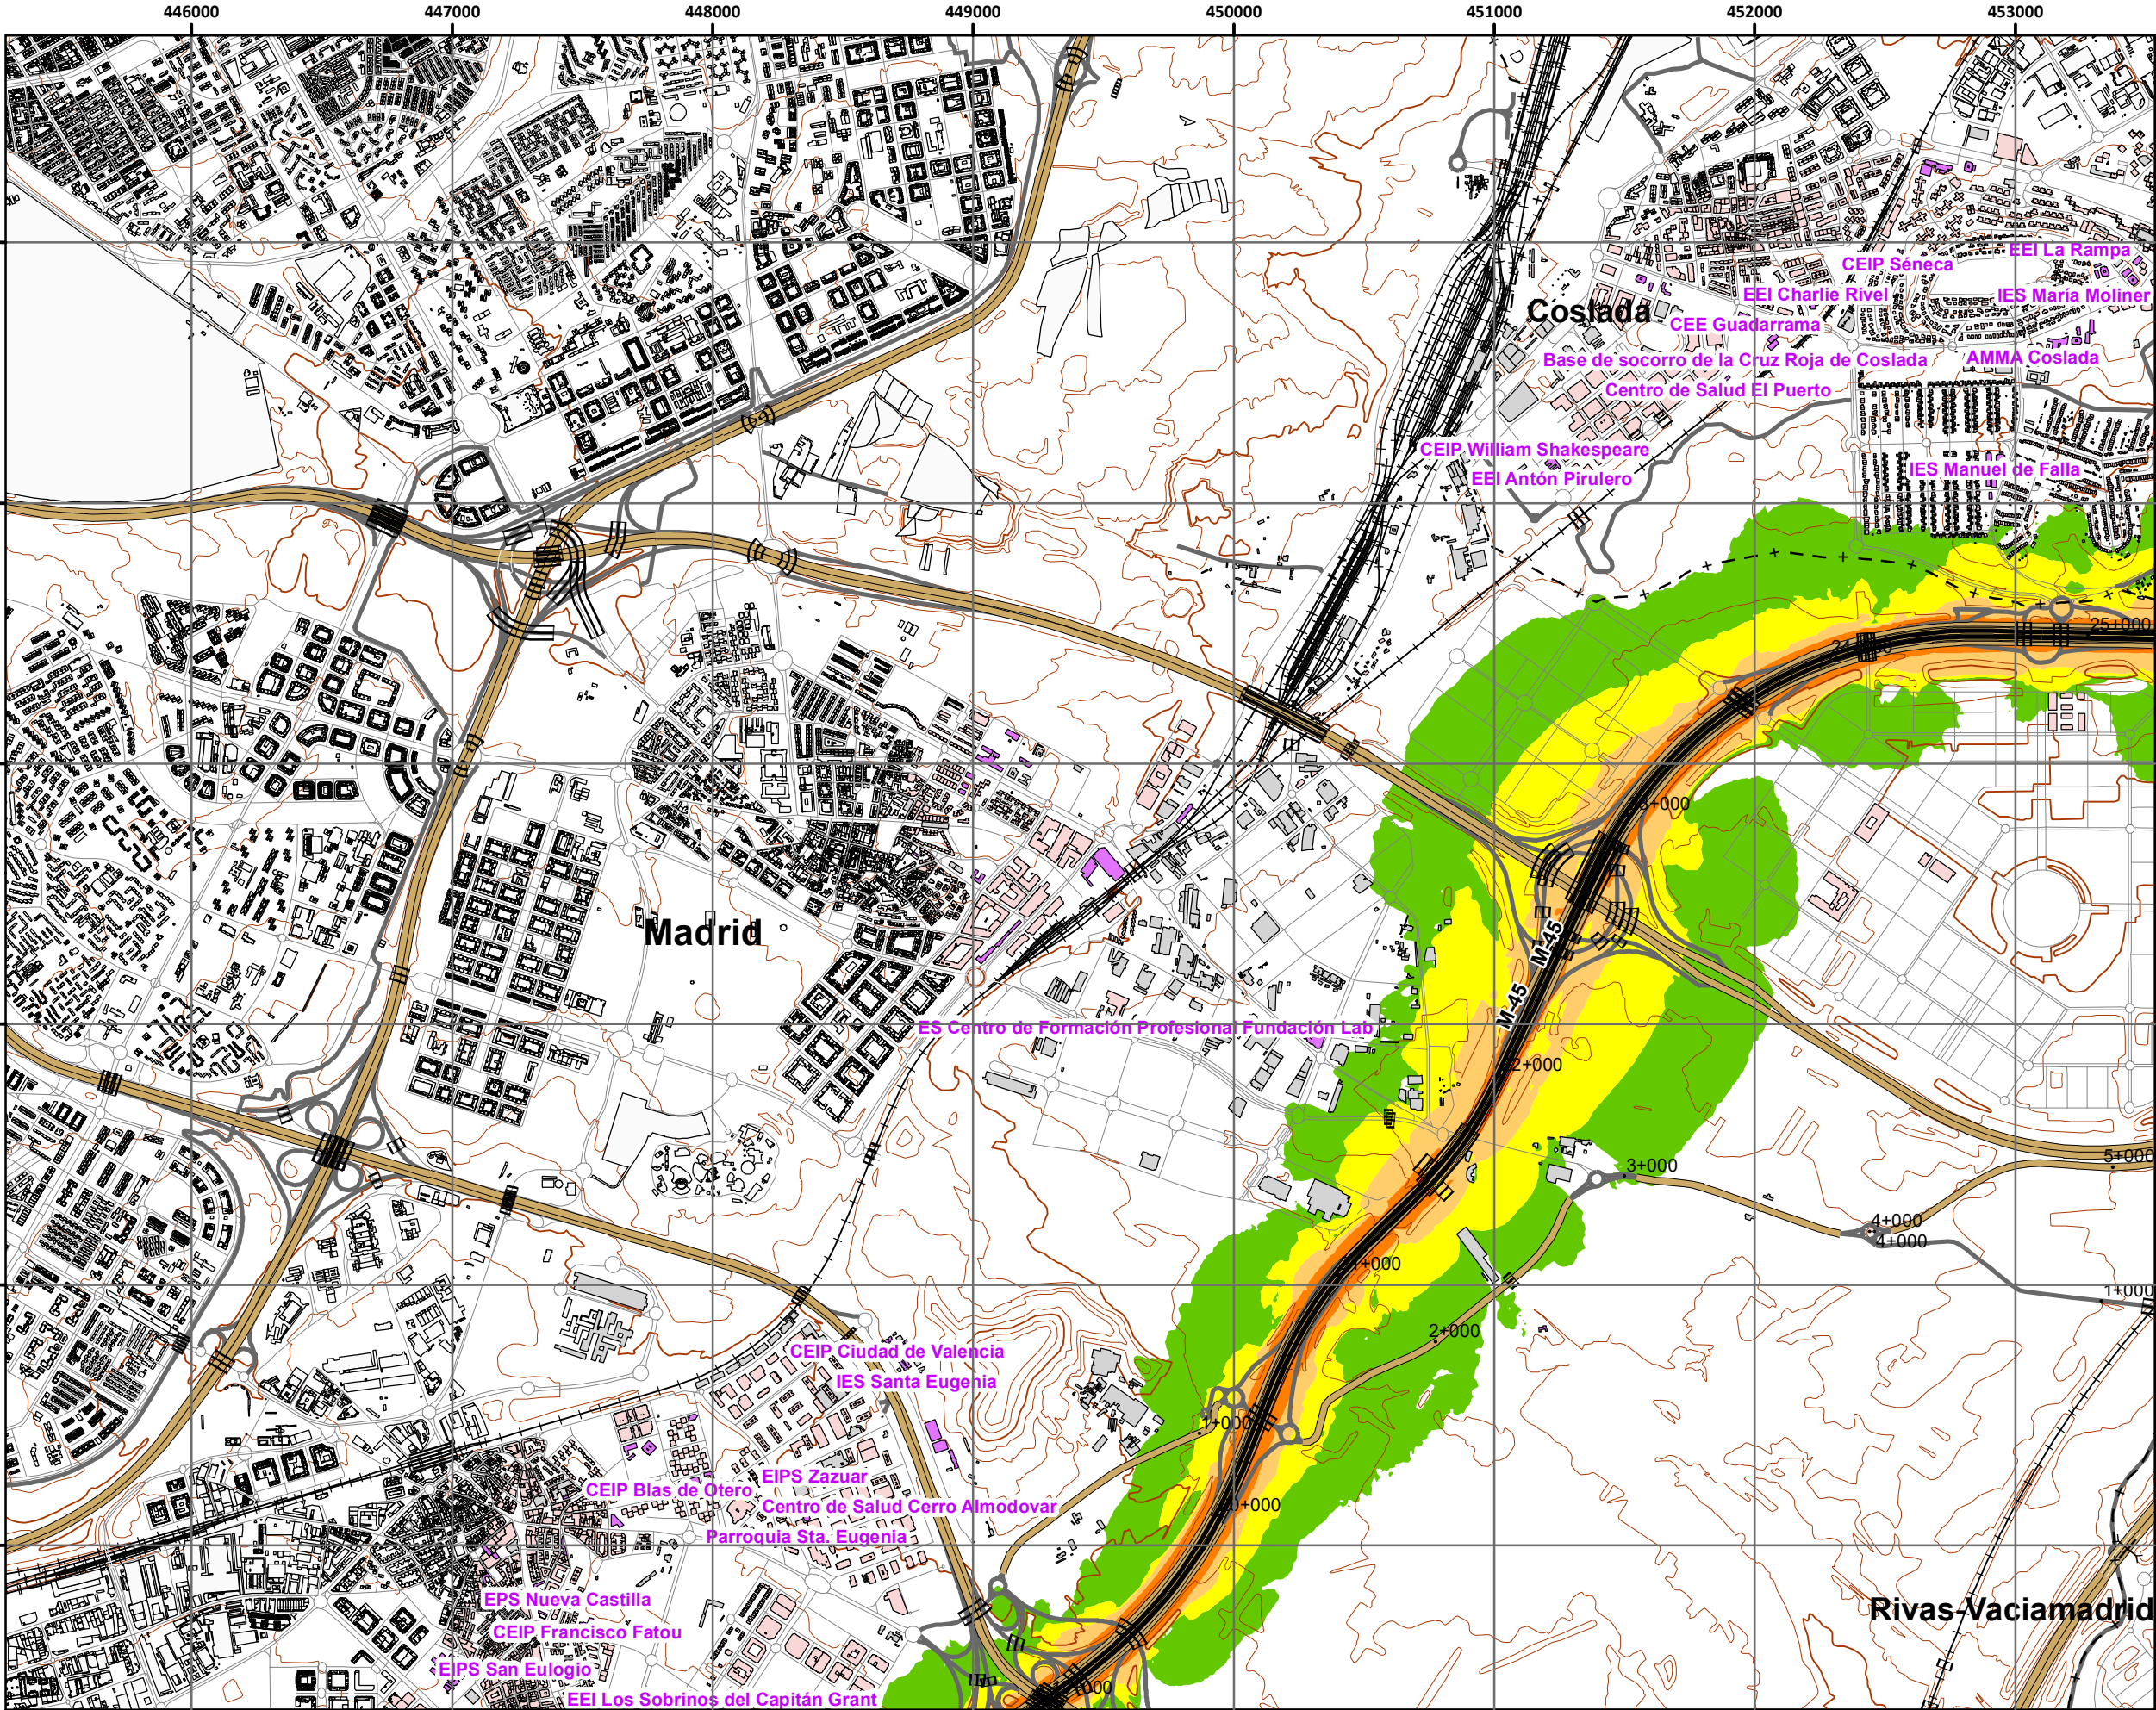 446000 447000 448000 449000 450000 451000 452000 453000
EEI La Rampa
CEIP Séneca
EEI Charlie Rivel
IES María Moliner
Coslada
CEE Guadarrama
Base de socorro de la Cruz Roja de Coslada
AMMA Coslada
Centro de Salud El Puerto
CEIP William Shakespeare
IES Manuel de Falla
EEI Antón Pirulero
25+000
Madrid
M-45
M-45
ES Centro de Formación Profesional Fundación Lab
5+000
3+000
4+000
4+000
1+000
2+000
CEIP Ciudad de Valencia
IES Santa Eugenia
1+000
EIPS Zazuar
CEIP Blas de Otero
Centro de Salud Cerro Almodovar
Parroquia Sta. Eugenia
EPS Nueva Castilla
Rivas-Vaciamadrid
CEIP Francisco Fatou
EIPS San Eulogio
EEI Los Sobrinos del Capitán Grant